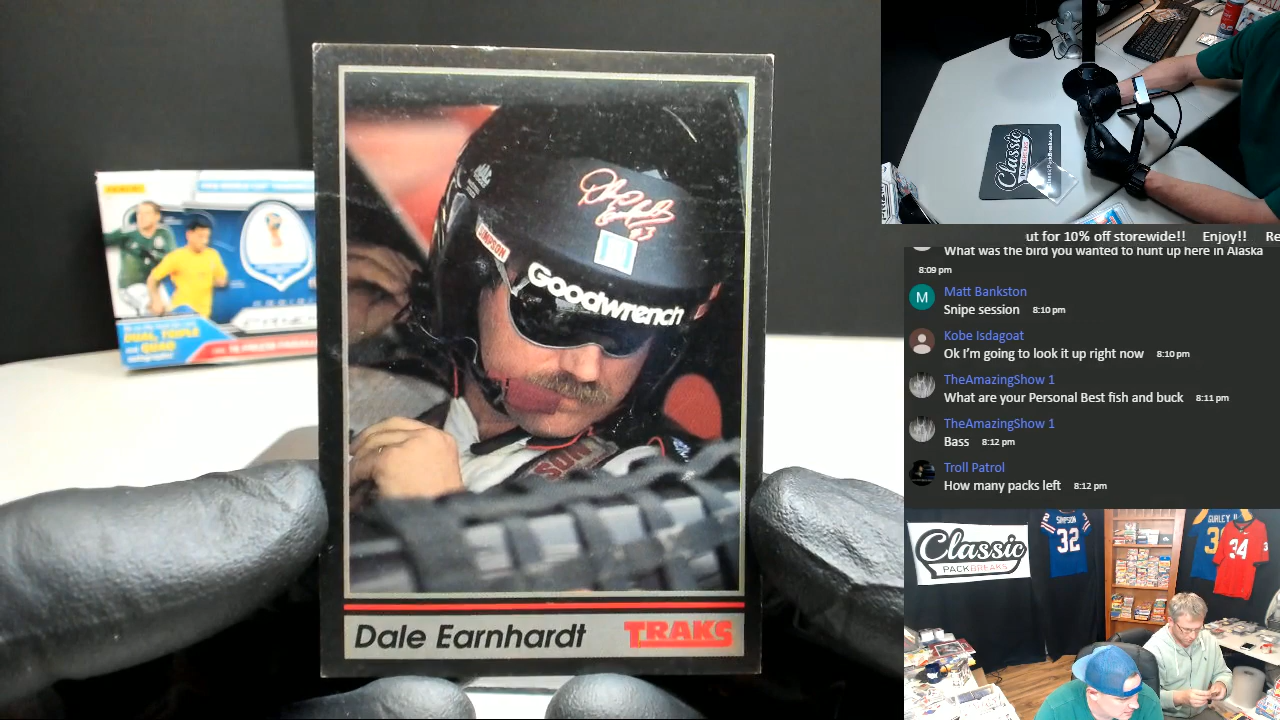 PANINI
DUAL, TRIPLE
QUAD
SIMPSON
Goodwrench
Dale Earnhardt
TRAKS
Classic
ut for 10% off storewide!! Enjoy!! Re
What was the bird you wanted to hunt up here in Alaska
8:09 pm
M
Matt Bankston
Snipe session 8:10 pm
Kobe Isdagoat
Ok I'm going to look it up right now 8:10 pm
TheAmazingShow 1
What are your Personal Best fish and buck 8:11 pm
TheAmazingShow 1
Bass 8:12 pm
Troll Patrol
How many packs left 8:12 pm
Classic
PACKBREAKS
SIMPSON
32
GURLEY II
3
34